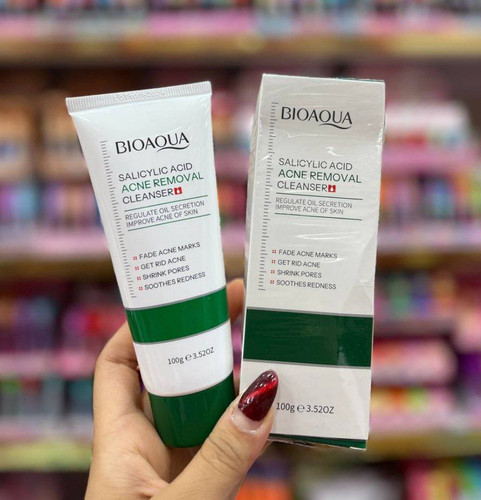 BIOAQUA
SALICYLIC ACID
ACNE REMOVAL
CLEANSER
REGULATE OIL SECRETION
IMPROVE ACNE OF SKIN
FADE ACNE MARKS
GET RID ACNE
SHRINK PORES
SOOTHES REDNESS
100g ℮ 3.52OZ
BIOAQUA
SALICYLIC ACID
ACNE REMOVAL
CLEANSER
REGULATE OIL SECRETION
IMPROVE ACNE OF SKIN
FADE ACNE MARKS
GET RID ACNE
SHRINK PORES
SOOTHES REDNESS
100g ℮ 3.52OZ